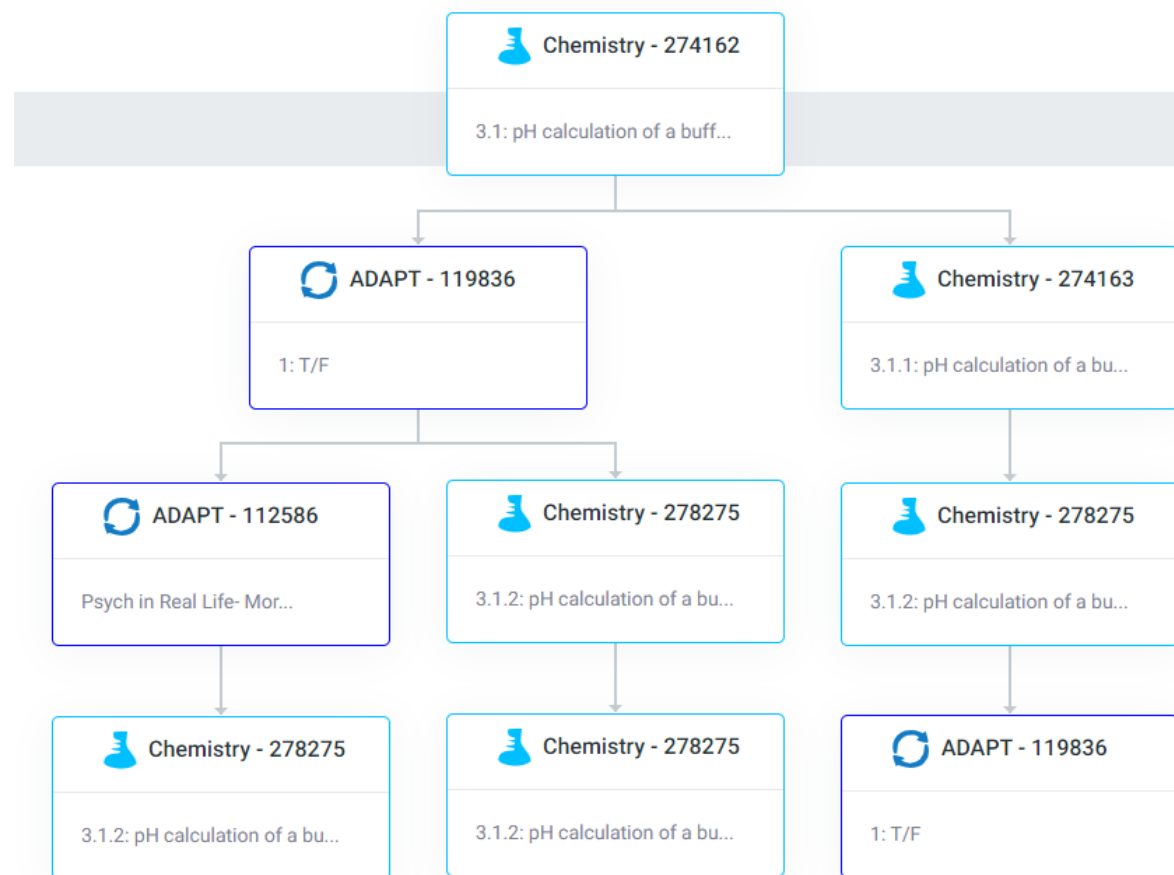 Chemistry - 274162
3.1: pH calculation of a buff...
ADAPT - 119836
1: T/F
Chemistry - 274163
3.1.1: pH calculation of a bu...
ADAPT - 112586
Psych in Real Life- Mor...
Chemistry - 278275
3.1.2: pH calculation of a bu...
Chemistry - 278275
3.1.2: pH calculation of a bu...
Chemistry - 278275
3.1.2: pH calculation of a bu...
Chemistry - 278275
3.1.2: pH calculation of a bu...
ADAPT - 119836
1: T/F